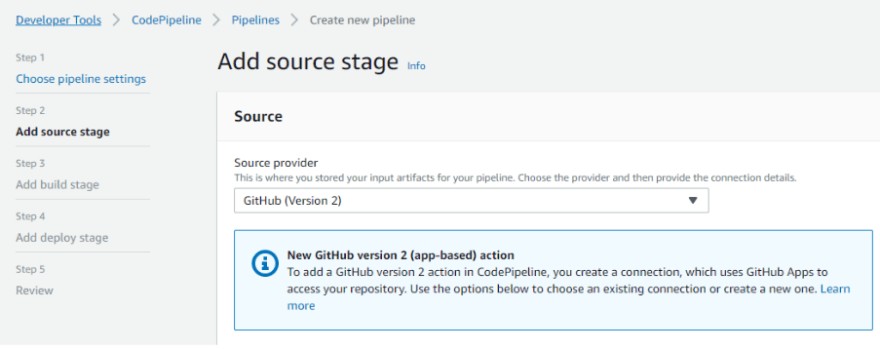 Developer Tools > CodePipeline > Pipelines > Create new pipeline
Step 1
Choose pipeline settings
Step 2
Add source stage
Step 3
Add build stage
Step 4
Add deploy stage
Step 5
Review
Add source stage Info
Source
Source provider
This is where you stored your input artifacts for your pipeline. Choose the provider and then provide the connection details.
GitHub (Version 2)
New GitHub version 2 (app-based) action
To add a GitHub version 2 action in CodePipeline, you create a connection, which uses GitHub Apps to
access your repository. Use the options below to choose an existing connection or create a new one. Learn
more